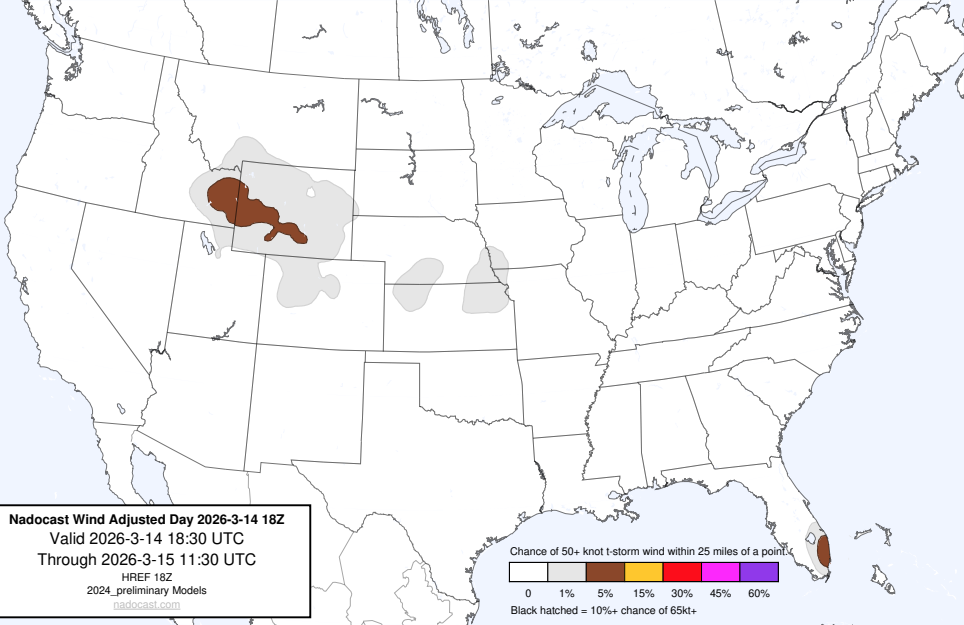 Nadocast Wind Adjusted Day 2026-3-14 18Z
Valid 2026-3-14 18:30 UTC
Through 2026-3-15 11:30 UTC
HREF 18Z
2024_preliminary Models
nadocast.com
Chance of 50+ knot t-storm wind within 25 miles of a point.
0 1% 5% 15% 30% 45% 60%
Black hatched = 10%+ chance of 65kt+